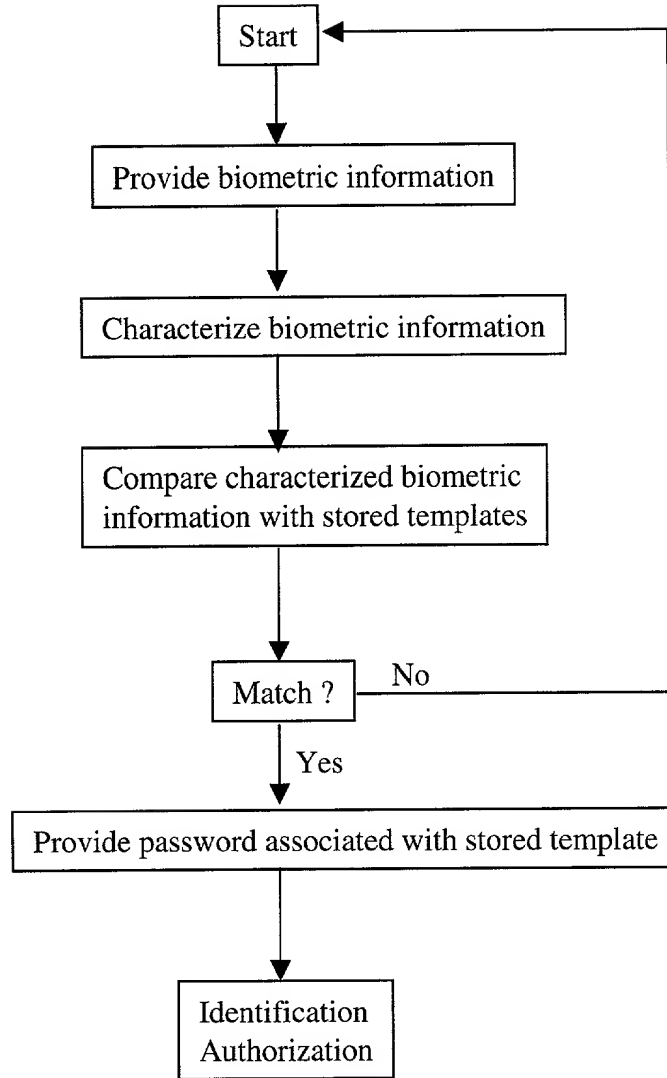 Start
Provide biometric information
Characterize biometric information
Compare characterized biometric
information with stored templates
Match ?
No
Yes
Provide password associated with stored template
Identification
Authorization